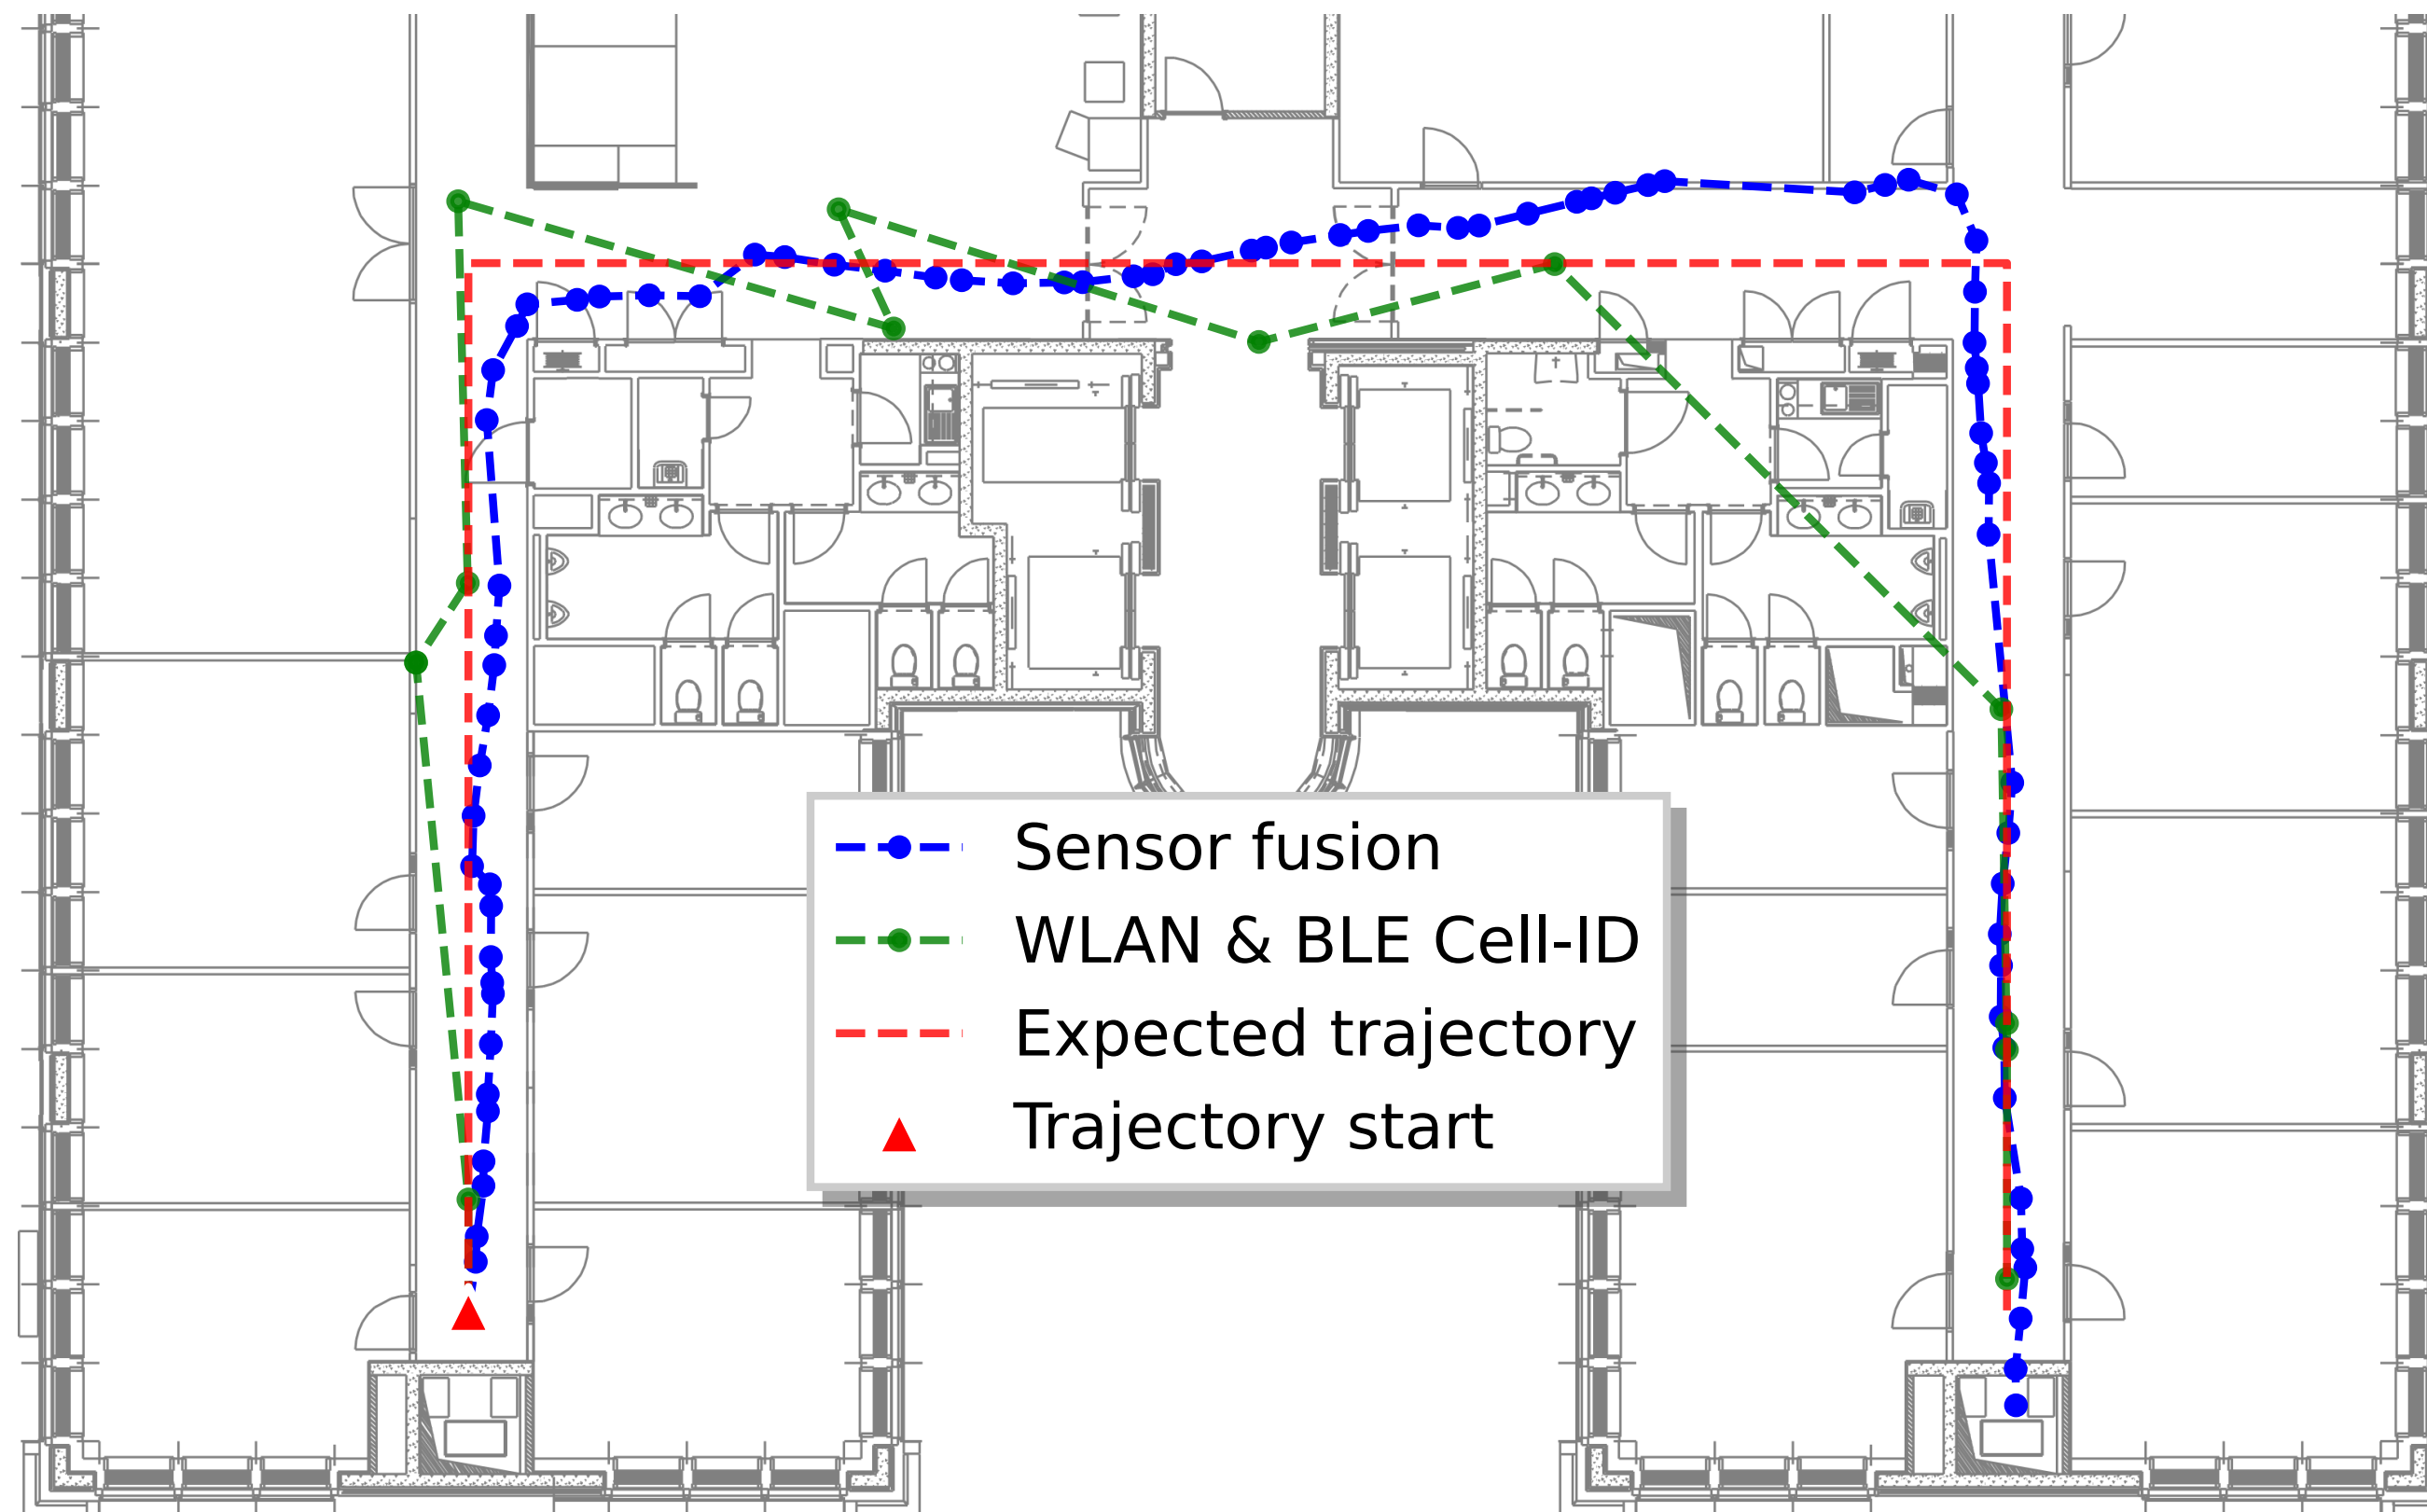 Sensor fusion
WLAN & BLE Cell-ID
Expected trajectory
Trajectory start